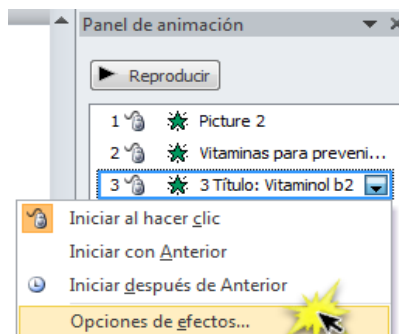 Panel de animación
Reproducir
1 Picture 2
2 Vitaminas para preveni...
3 3 Título: Vitaminol b2
Iniciar al hacer clic
Iniciar con Anterior
Iniciar después de Anterior
Opciones de efectos...